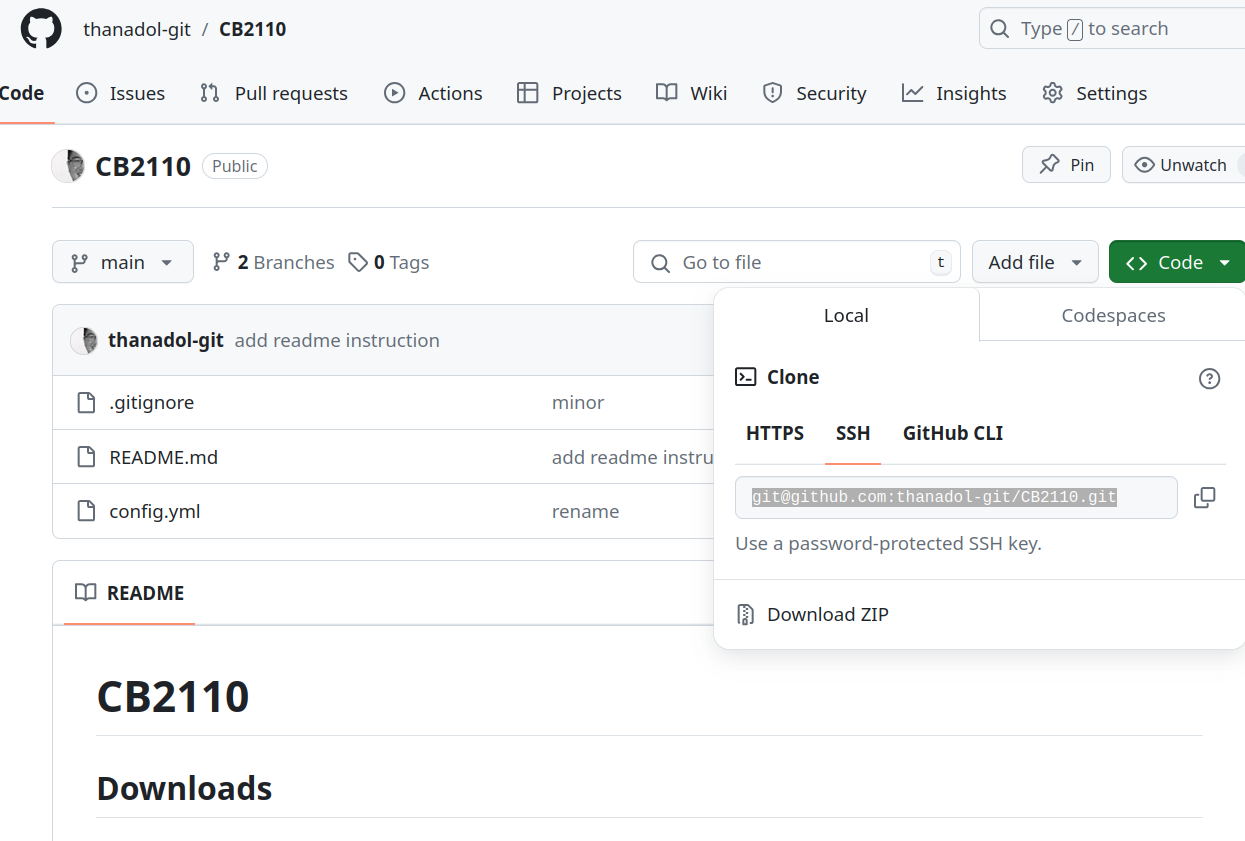 thanadol-git / CB2110
Type / to search
Code Issues Pull requests Actions Projects Wiki Security Insights Settings
CB2110 Public
Pin Unwatch
main 2 Branches 0 Tags
Go to file t
Add file Code
Local Codespaces
thanadol-git add readme instruction
Clone
.gitignore minor
HTTPS SSH GitHub CLI
README.md add readme instru
git@github.com:thanadol-git/CB2110.git
config.yml rename
Use a password-protected SSH key.
README
Download ZIP
CB2110
Downloads